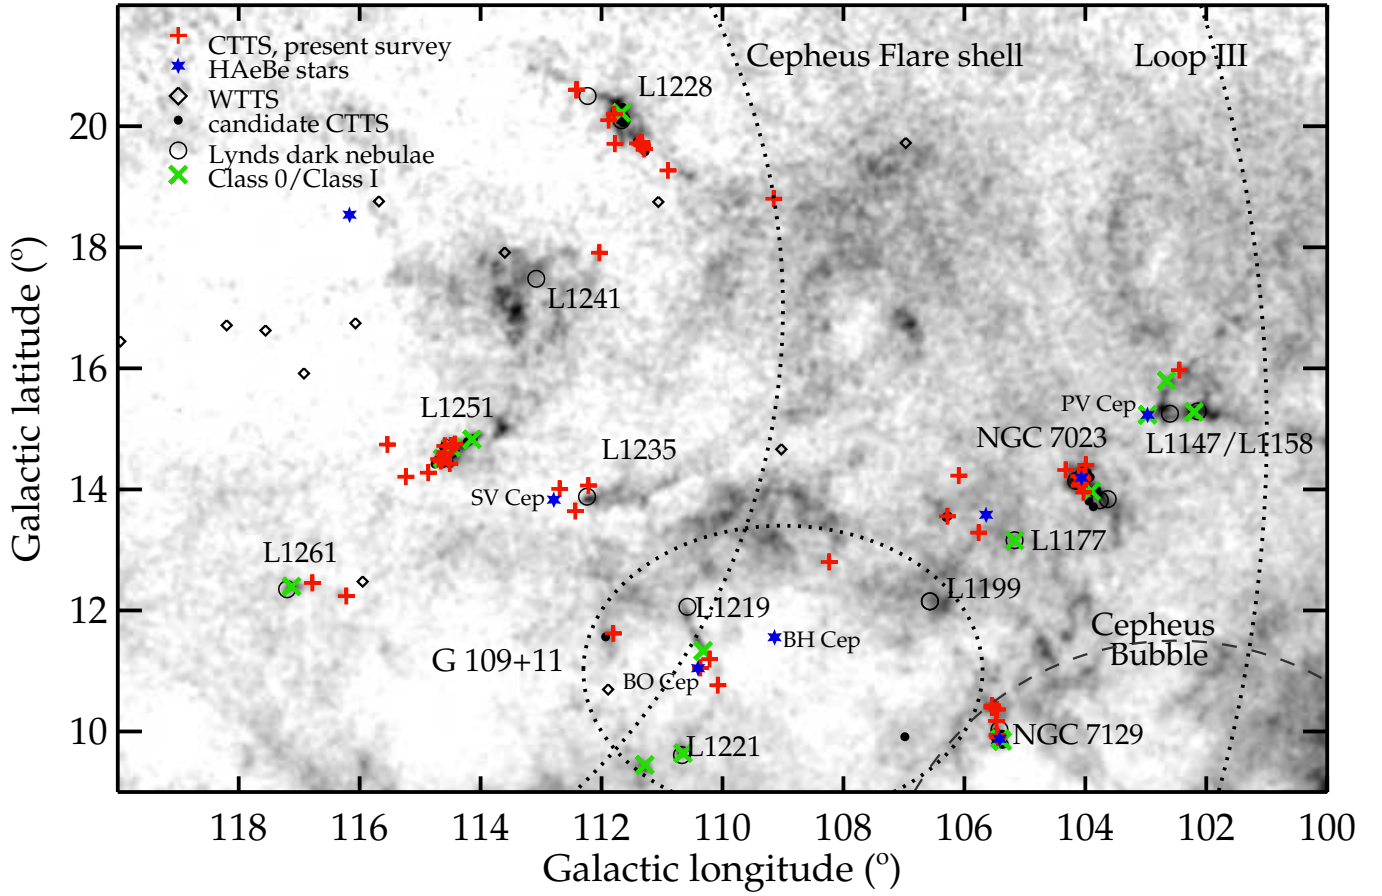 CTTS, present survey
HAeBe stars
WTTS
candidate CTTS
Lynds dark nebulae
Class 0/Class I
Cepheus Flare shell
Loop III
L1228
L1241
L1251
L1235
SV Cep
L1261
PV Cep
NGC 7023
L1147/L1158
L1177
L1199
L1219
BH Cep
G 109+11
BO Cep
Cepheus
Bubble
L1221
NGC 7129
20
18
16
14
12
10
Galactic latitude (º)
118 116 114 112 110 108 106 104 102 100
Galactic longitude (º)